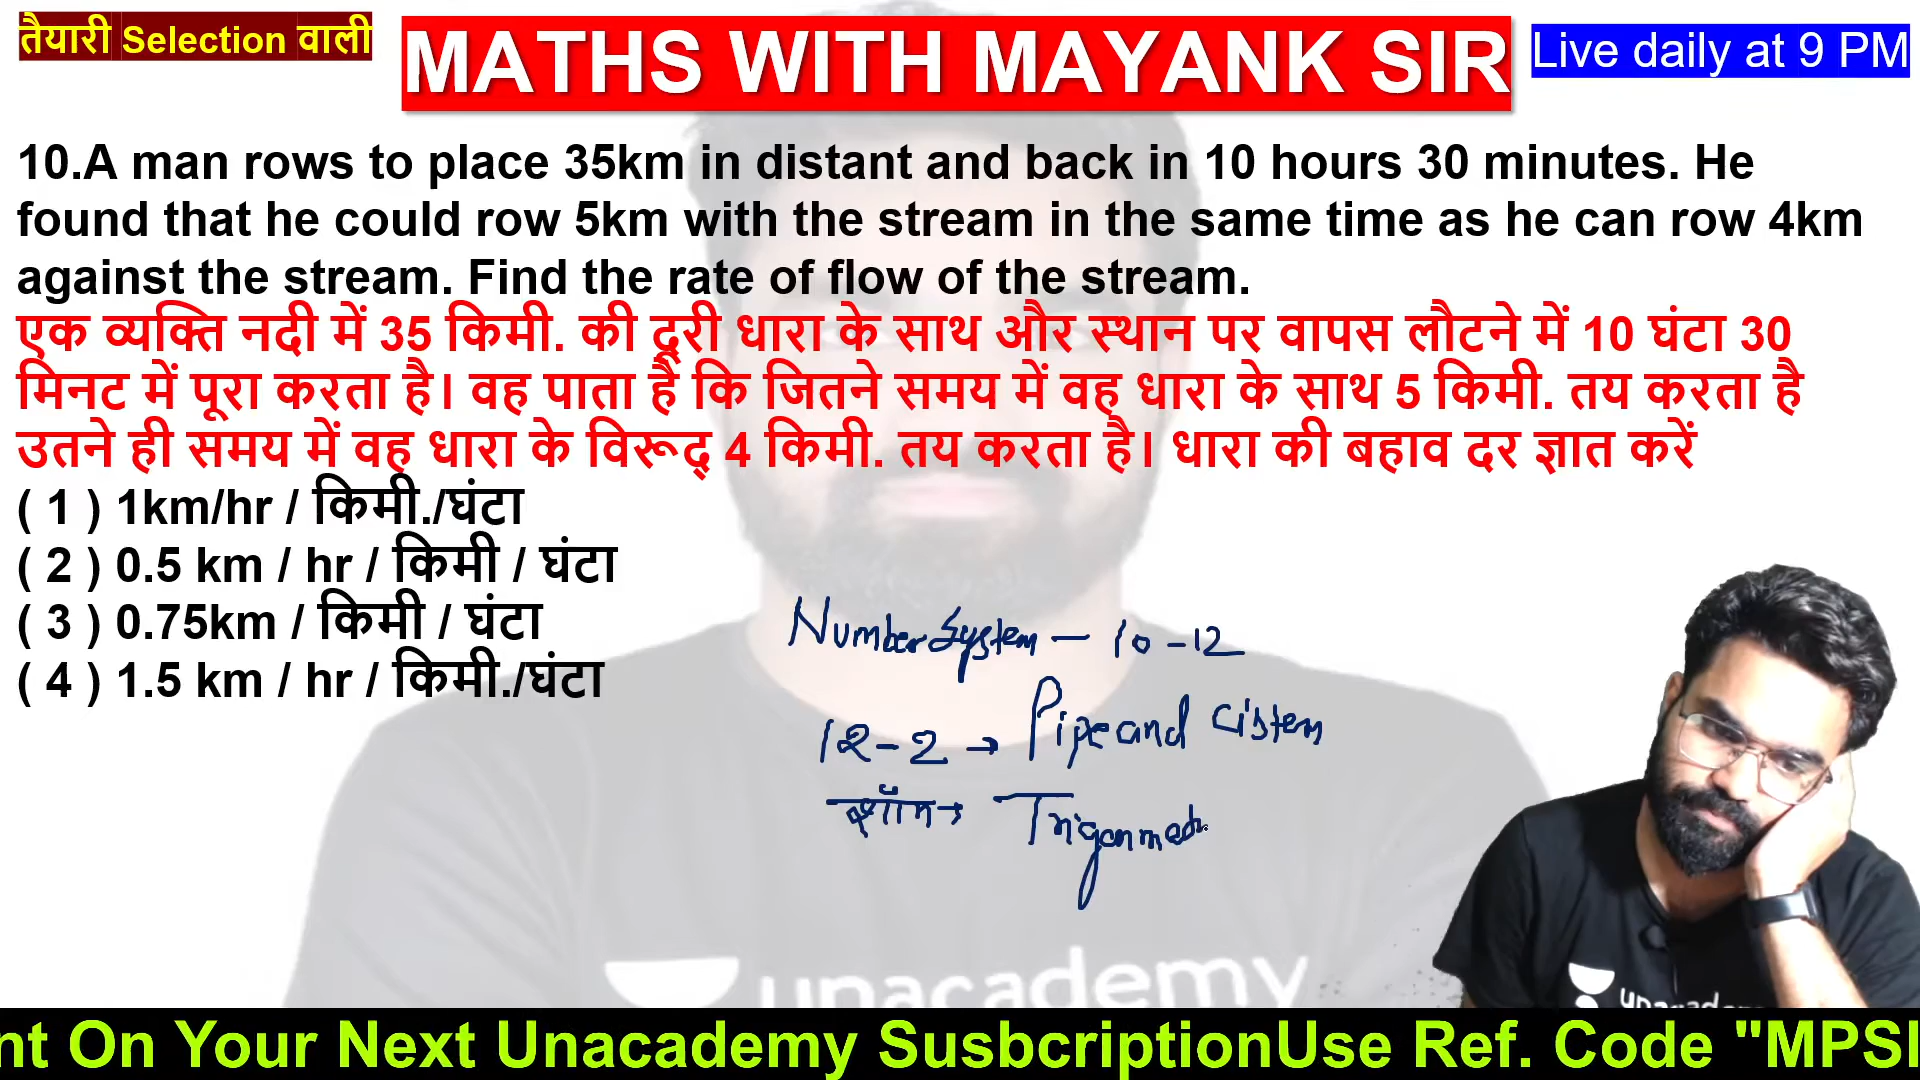 तैयारी Selection वाली
MATHS WITH MAYANK SIR
Live daily at 9 PM
10.A man rows to place 35km in distant and back in 10 hours 30 minutes. He
found that he could row 5km with the stream in the same time as he can row 4km
against the stream. Find the rate of flow of the stream.
एक व्यक्ति नदी में 35 किमी. की दूरी धारा के साथ और स्थान पर वापस लौटने में 10 घंटा 30
मिनट में पूरा करता है। वह पाता है कि जितने समय में वह धारा के साथ 5 किमी. तय करता है
उतने ही समय में वह धारा के विरूद् 4 किमी. तय करता है। धारा की बहाव दर ज्ञात करें
( 1 ) 1km/hr / किमी./घंटा
( 2 ) 0.5 km / hr / किमी / घंटा
( 3 ) 0.75km / किमी / घंटा
( 4 ) 1.5 km / hr / किमी./घंटा
Number System — 10-12
12-2 → Pipe and Cistern
→ Trigonmet
unacademy
unacademy
nt On Your Next Unacademy SusbcriptionUse Ref. Code "MPSI